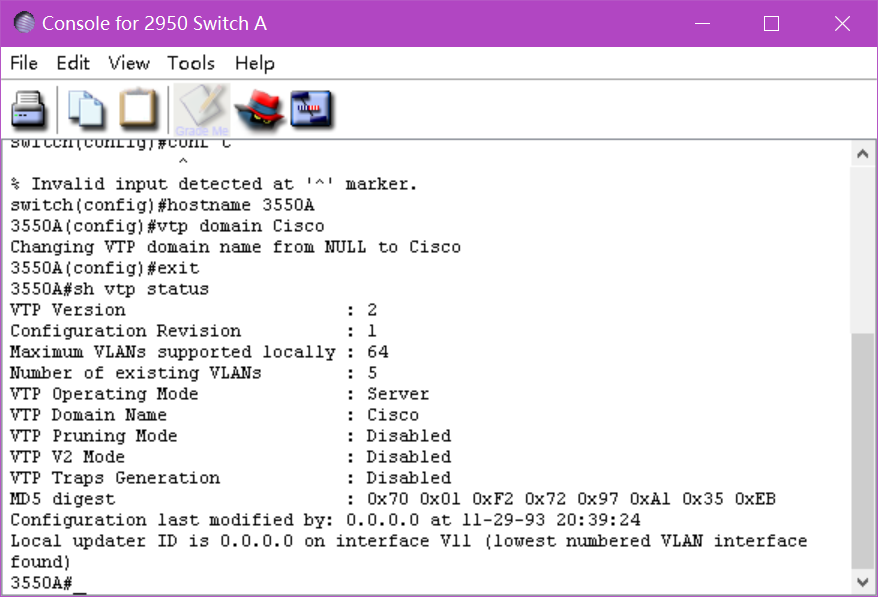 Console for 2950 Switch A
File Edit View Tools Help
Grade Me
switch(config)#conf t
^
% Invalid input detected at '^' marker.
switch(config)#hostname 3550A
3550A(config)#vtp domain Cisco
Changing VTP domain name from NULL to Cisco
3550A(config)#exit
3550A#sh vtp status
VTP Version : 2
Configuration Revision : 1
Maximum VLANs supported locally : 64
Number of existing VLANs : 5
VTP Operating Mode : Server
VTP Domain Name : Cisco
VTP Pruning Mode : Disabled
VTP V2 Mode : Disabled
VTP Traps Generation : Disabled
MD5 digest : 0x70 0x01 0xF2 0x72 0x97 0xA1 0x35 0xEB
Configuration last modified by: 0.0.0.0 at 11-29-93 20:39:24
Local updater ID is 0.0.0.0 on interface Vl1 (lowest numbered VLAN interface
found)
3550A#_